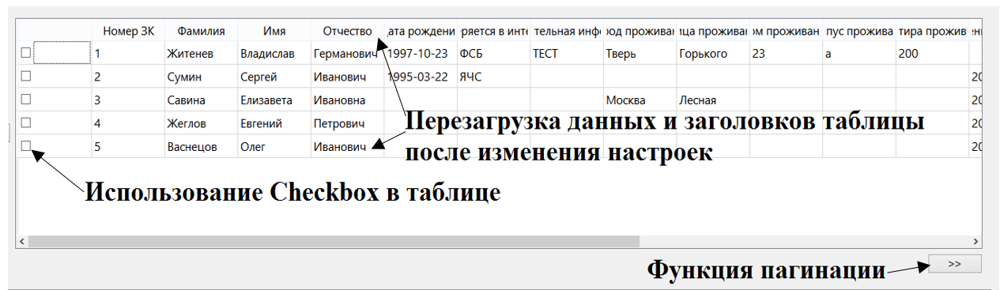 Номер ЗК Фамилия Имя Отчество ата рождени ряется в инте тельная инфо род проживан ица проживан ом проживан пус прожива тира прожив
1 Житенев Владислав Германович 1997-10-23 ФСБ ТЕСТ Тверь Горького 23 а 200
2 Сумин Сергей Иванович 1995-03-22 ЯЧС 20
3 Савина Елизавета Ивановна Москва Лесная 20
4 Жеглов Евгений Петрович 20
5 Васнецов Олег Иванович 20
Перезагрузка данных и заголовков таблицы
после изменения настроек
Использование Checkbox в таблице
>>
Функция пагинации